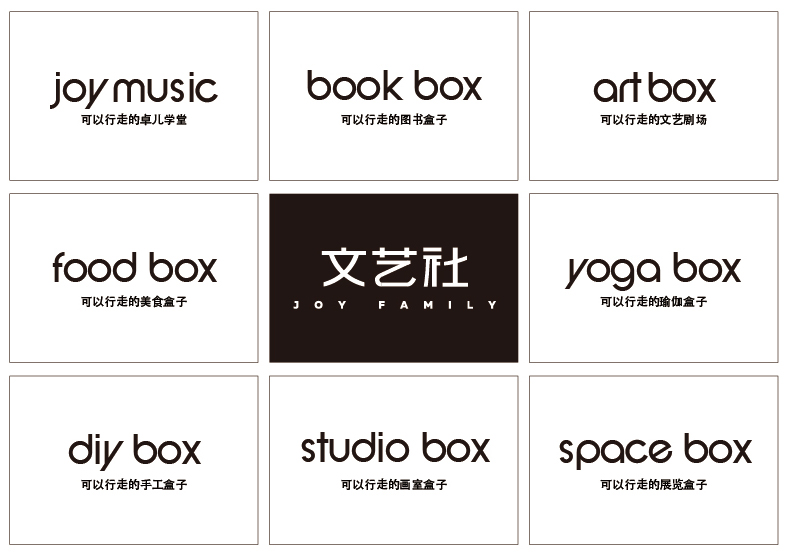 joy music
可以行走的卓儿学堂
book box
可以行走的图书盒子
art box
可以行走的文艺剧场
food box
可以行走的美食盒子
文艺社
JOY FAMILY
yoga box
可以行走的瑜伽盒子
diy box
可以行走的手工盒子
studio box
可以行走的画室盒子
space box
可以行走的展览盒子